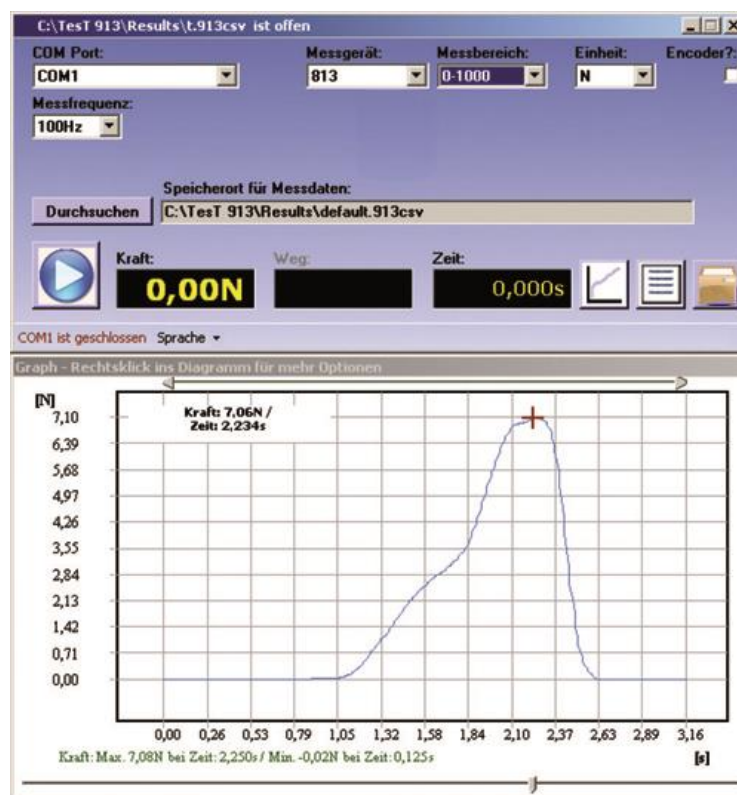 C:\TesT 913\Results\t.913csv ist offen
COM Port: Messgerät: Messbereich: Einheit: Encoder?:
COM1 813 0-1000 N
Messfrequenz:
100Hz
Speicherort für Messdaten:
Durchsuchen C:\TesT 913\Results\default.913csv
Kraft: Weg: Zeit:
0,00N 0,000s
COM1 ist geschlossen Sprache
Graph - Rechtsklick ins Diagramm für mehr Optionen
[N]
Kraft: 7,06N /
Zeit: 2,234s
7,10
6,39
5,68
4,97
4,26
3,55
2,84
2,13
1,42
0,71
0,00
0,00 0,26 0,53 0,79 1,05 1,32 1,58 1,84 2,10 2,37 2,63 2,89 3,16
Kraft: Max. 7,08N bei Zeit: 2,250s / Min. -0,02N bei Zeit: 0,125s [s]